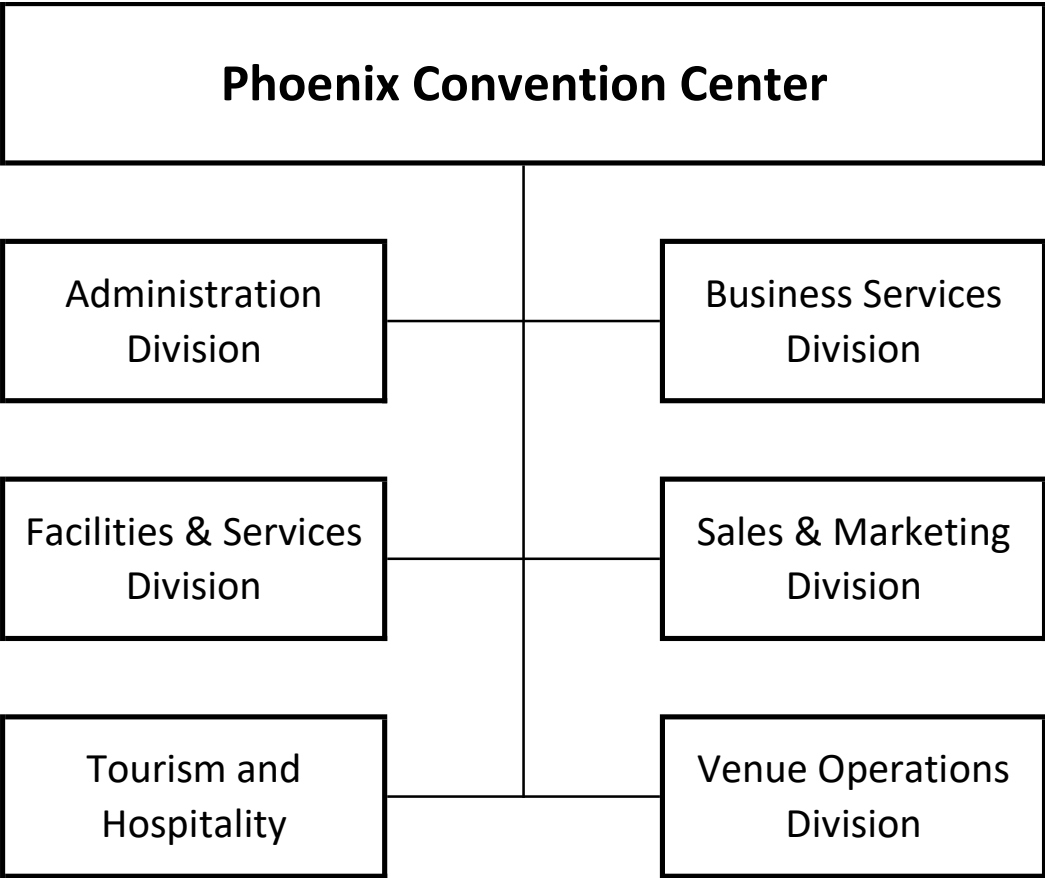 Phoenix Convention Center
Administration
Division
Business Services
Division
Facilities & Services
Division
Sales & Marketing
Division
Tourism and
Hospitality
Venue Operations
Division